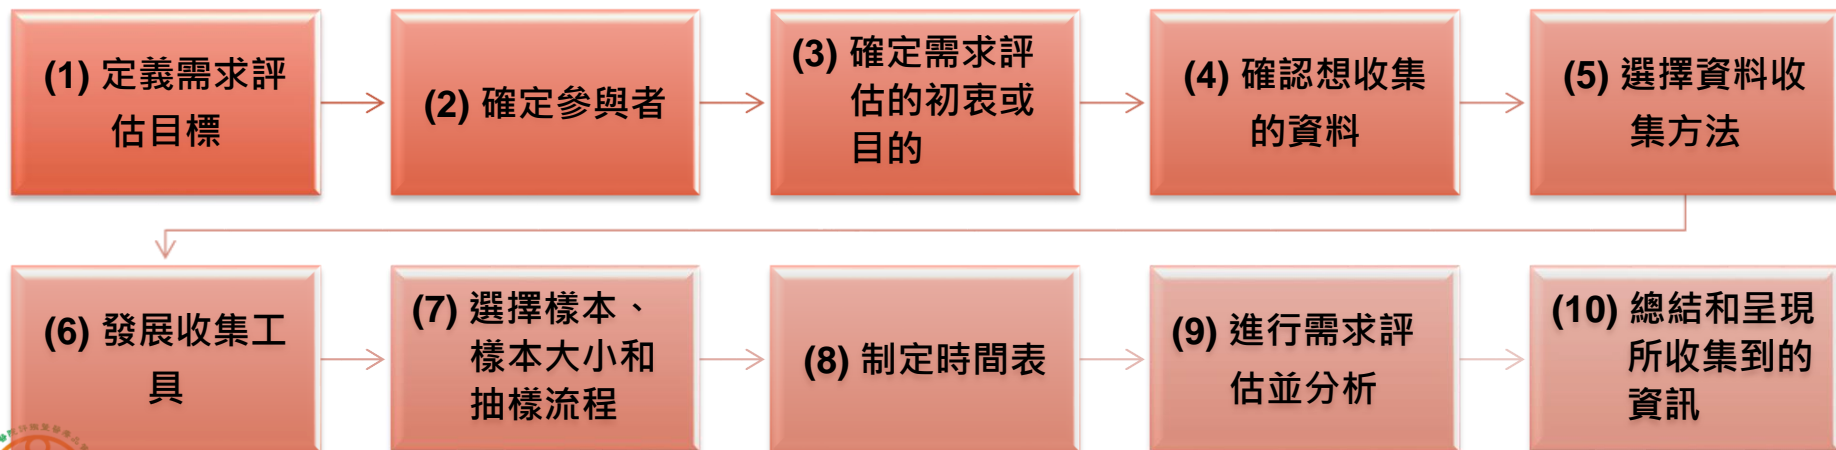 (1) 定義需求評
估目標
(2) 確定參與者
(3) 確定需求評
估的初衷或
目的
(4) 確認想收集
的資料
(5) 選擇資料收
集方法
(6) 發展收集工
具
(7) 選擇樣本、
樣本大小和
抽樣流程
(8) 制定時間表
(9) 進行需求評
估並分析
(10) 總結和呈現
所收集到的
資訊